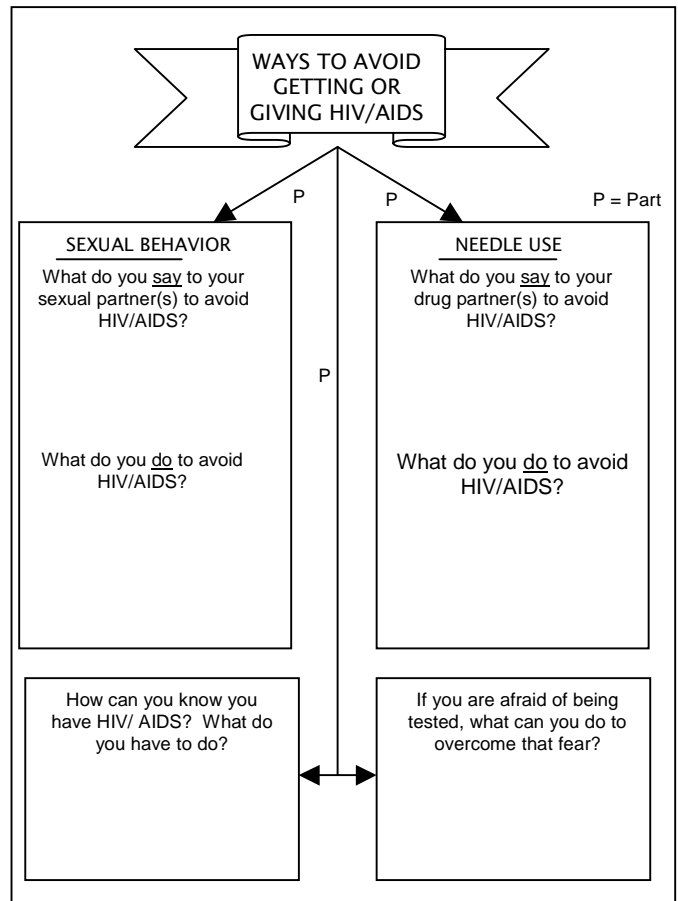 WAYS TO AVOID
GETTING OR
GIVING HIV/AIDS
P
P
P = Part
SEXUAL BEHAVIOR
What do you say to your
sexual partner(s) to avoid
HIV/AIDS?
What do you do to avoid
HIV/AIDS?
NEEDLE USE
What do you say to your
drug partner(s) to avoid
HIV/AIDS?
What do you do to avoid
HIV/AIDS?
P
How can you know you
have HIV/ AIDS?  What do
you have to do?
If you are afraid of being
tested, what can you do to
overcome that fear?